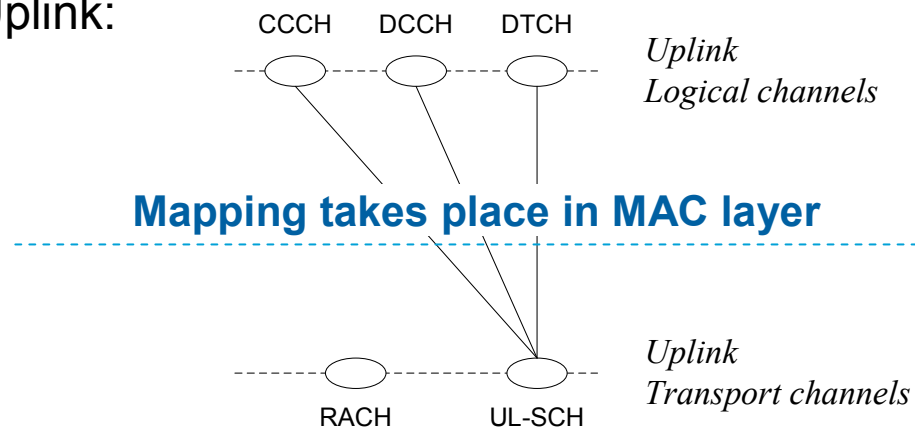 plink:
CCCH DCCH DTCH
Uplink
Logical channels
Mapping takes place in MAC layer
Uplink
Transport channels
RACH UL-SCH